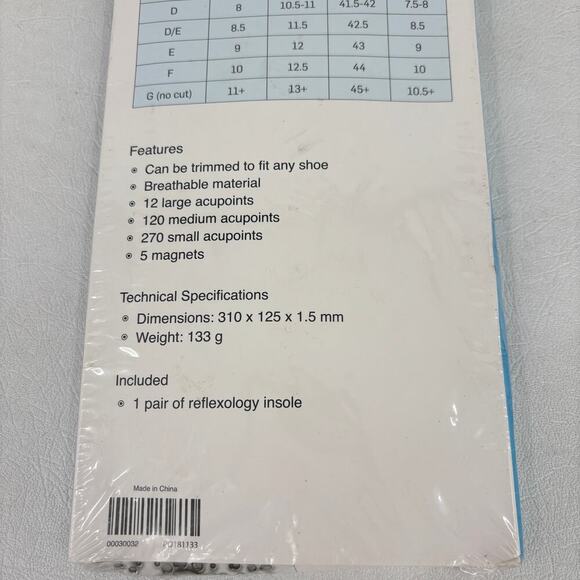 D 8 10.5-11 41.5-42 7.5-8
D/E 8.5 11.5 42.5 8.5
E 9 12 43 9
F 10 12.5 44 10
G (no cut) 11+ 13+ 45+ 10.5+
Features
Can be trimmed to fit any shoe
Breathable material
12 large acupoints
120 medium acupoints
270 small acupoints
5 magnets
Technical Specifications
Dimensions: 310 x 125 x 1.5 mm
Weight: 133 g
Included
1 pair of reflexology insole
Made in China
00030032 PO181133